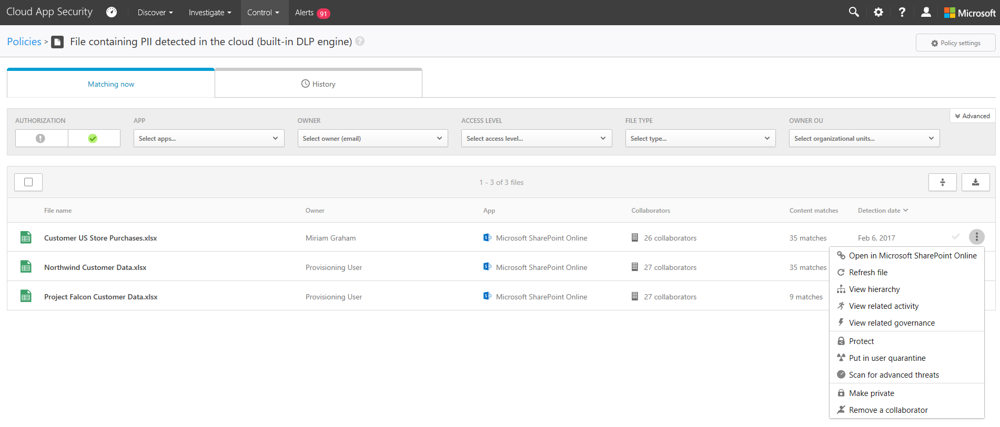 Cloud App Security Discover Investigate Control Alerts 91 ? Microsoft
Policies > File containing PII detected in the cloud (built-in DLP engine) ? Policy settings
Matching now History
Advanced
AUTHORIZATION APP OWNER ACCESS LEVEL FILE TYPE OWNER OU
Select apps... Select owner (email) Select access level... Select type... Select organizational units...
1 - 3 of 3 files
File name Owner App Collaborators Content matches Detection date
Customer US Store Purchases.xlsx Miriam Graham Microsoft SharePoint Online 26 collaborators 35 matches Feb 6, 2017
Northwind Customer Data.xlsx Provisioning User Microsoft SharePoint Online 27 collaborators 35 matches
Project Falcon Customer Data.xlsx Provisioning User Microsoft SharePoint Online 27 collaborators 9 matches
Open in Microsoft SharePoint Online
Refresh file
View hierarchy
View related activity
View related governance
Protect
Put in user quarantine
Scan for advanced threats
Make private
Remove a collaborator